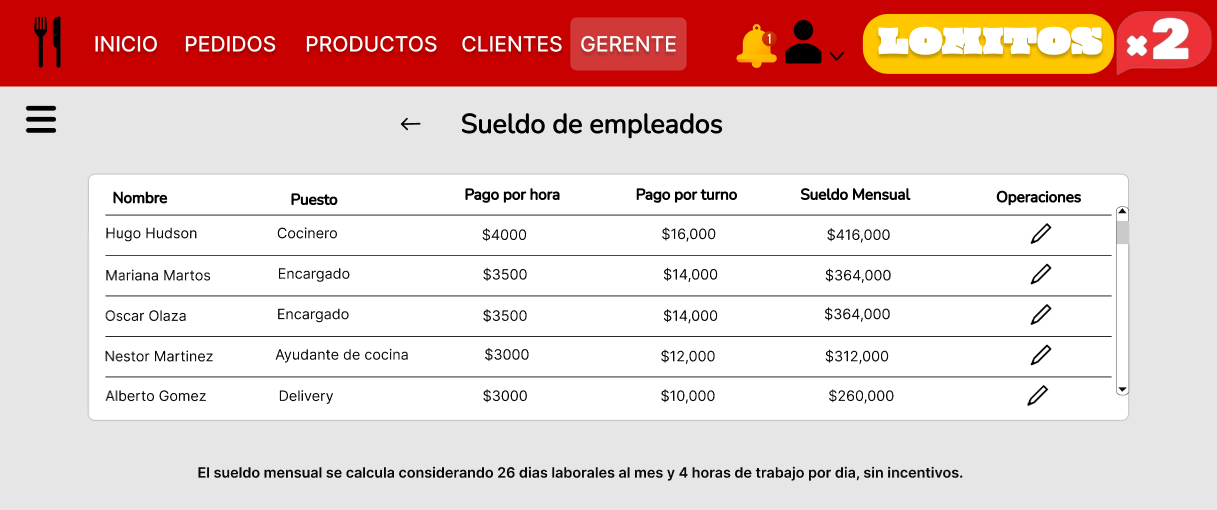 INICIO PEDIDOS PRODUCTOS CLIENTES GERENTE 1 LOMITOS ×2
Sueldo de empleados
Nombre Puesto Pago por hora Pago por turno Sueldo Mensual Operaciones
Hugo Hudson Cocinero $4000 $16,000 $416,000
Mariana Martos Encargado $3500 $14,000 $364,000
Oscar Olaza Encargado $3500 $14,000 $364,000
Nestor Martinez Ayudante de cocina $3000 $12,000 $312,000
Alberto Gomez Delivery $3000 $10,000 $260,000
El sueldo mensual se calcula considerando 26 dias laborales al mes y 4 horas de trabajo por dia, sin incentivos.